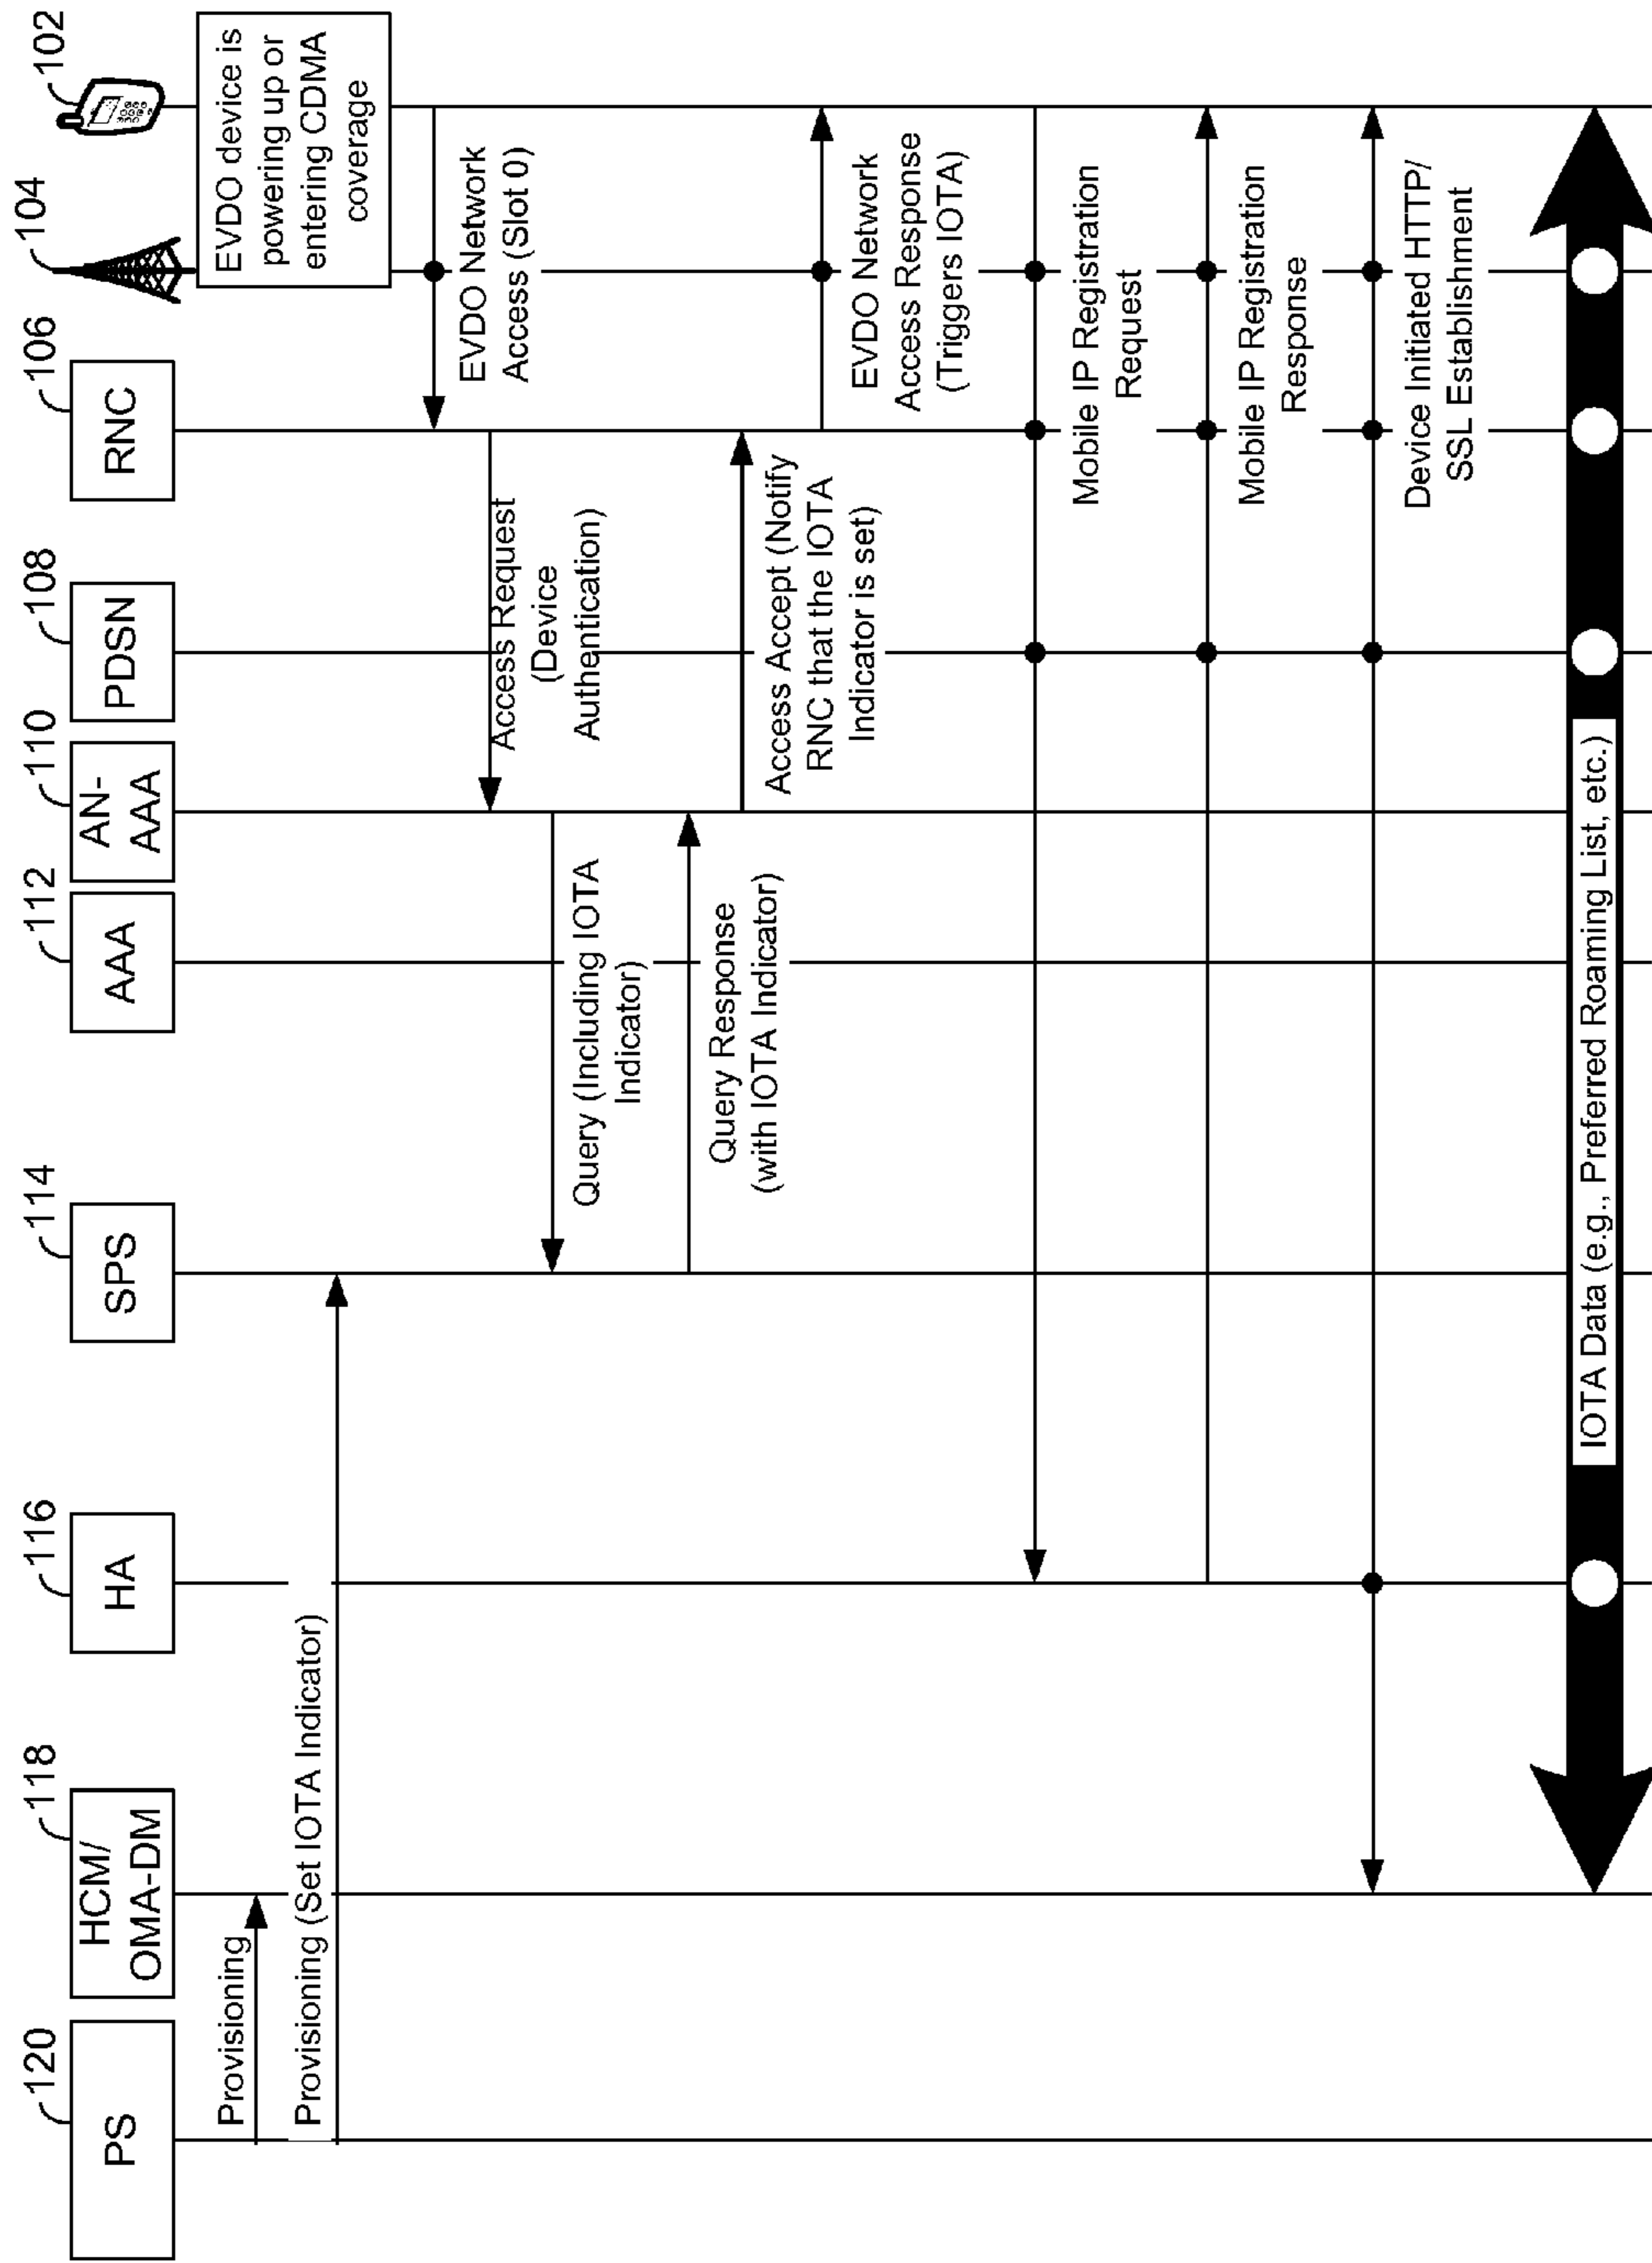 120
118
116
114
112
110
108
106
104
102
PS
HCM/
OMA-DM
HA
SPS
AAA
AN-
AAA
PDSN
RNC
EVDO device is
powering up or
entering CDMA
coverage
Provisioning
Provisioning (Set IOTA Indicator)
EVDO Network
Access (Slot 0)
Access Request
(Device
Authentication)
Query (Including IOTA
Indicator)
Query Response
(with IOTA Indicator)
Access Accept (Notify
RNC that the IOTA
Indicator is set)
EVDO Network
Access Response
(Triggers IOTA)
Mobile IP Registration
Request
Mobile IP Registration
Response
Device Initiated HTTP/
SSL Establishment
IOTA Data (e.g., Preferred Roaming List, etc.)